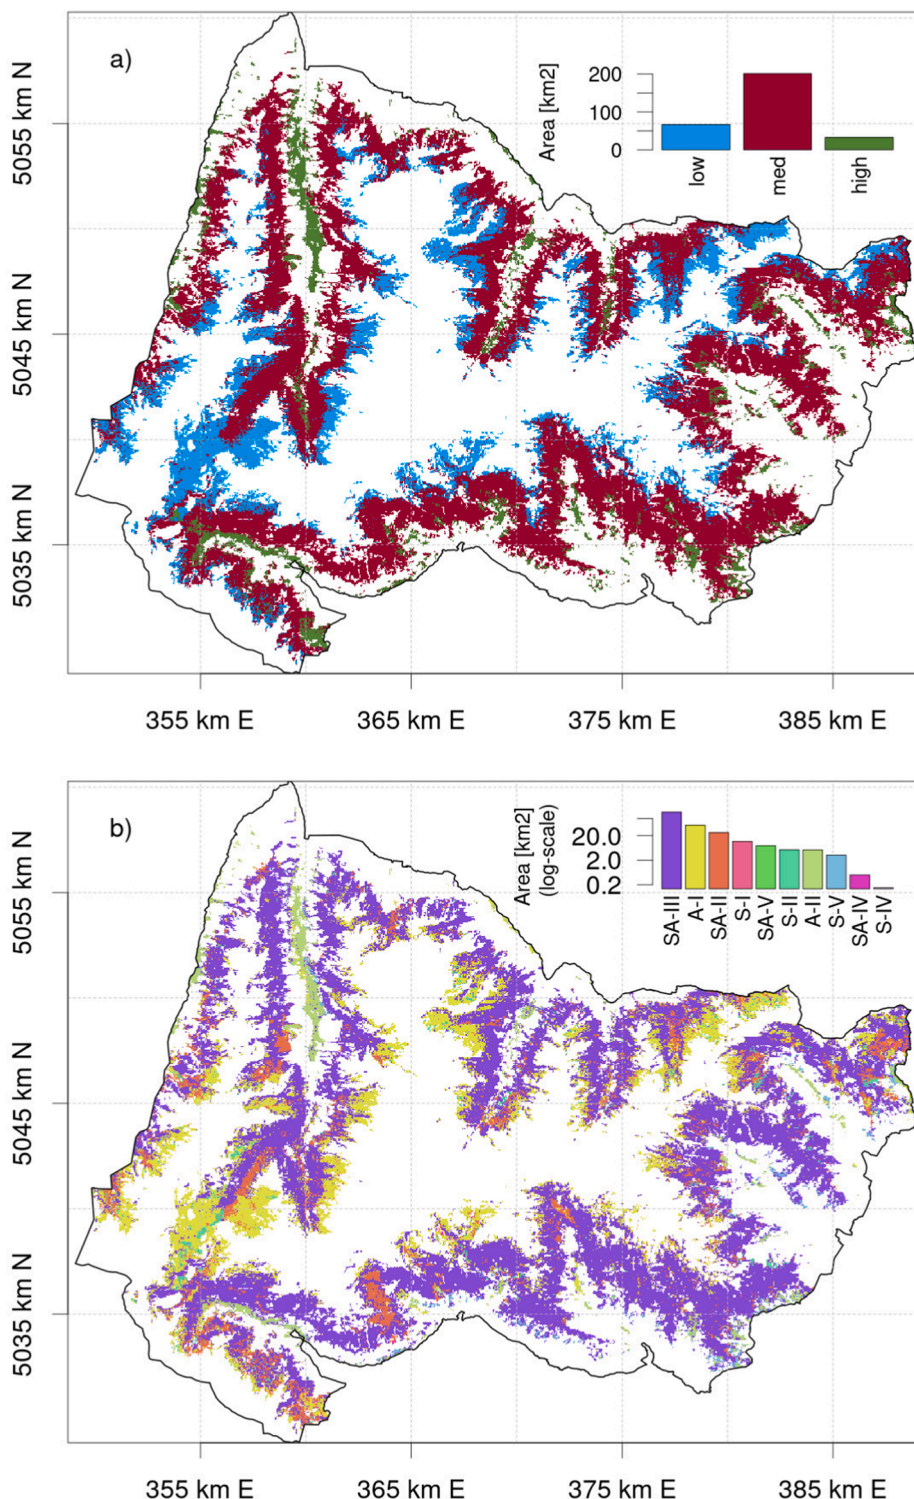 a)
Area [km2]
200
100
0
low
med
high
5055 km N
5045 km N
5035 km N
355 km E
365 km E
375 km E
385 km E
b)
Area [km2]
(log-scale)
20.0
2.0
0.2
SA-III
A-I
SA-II
S-I
SA-V
S-II
A-II
S-V
SA-IV
S-IV
5055 km N
5045 km N
5035 km N
355 km E
365 km E
375 km E
385 km E